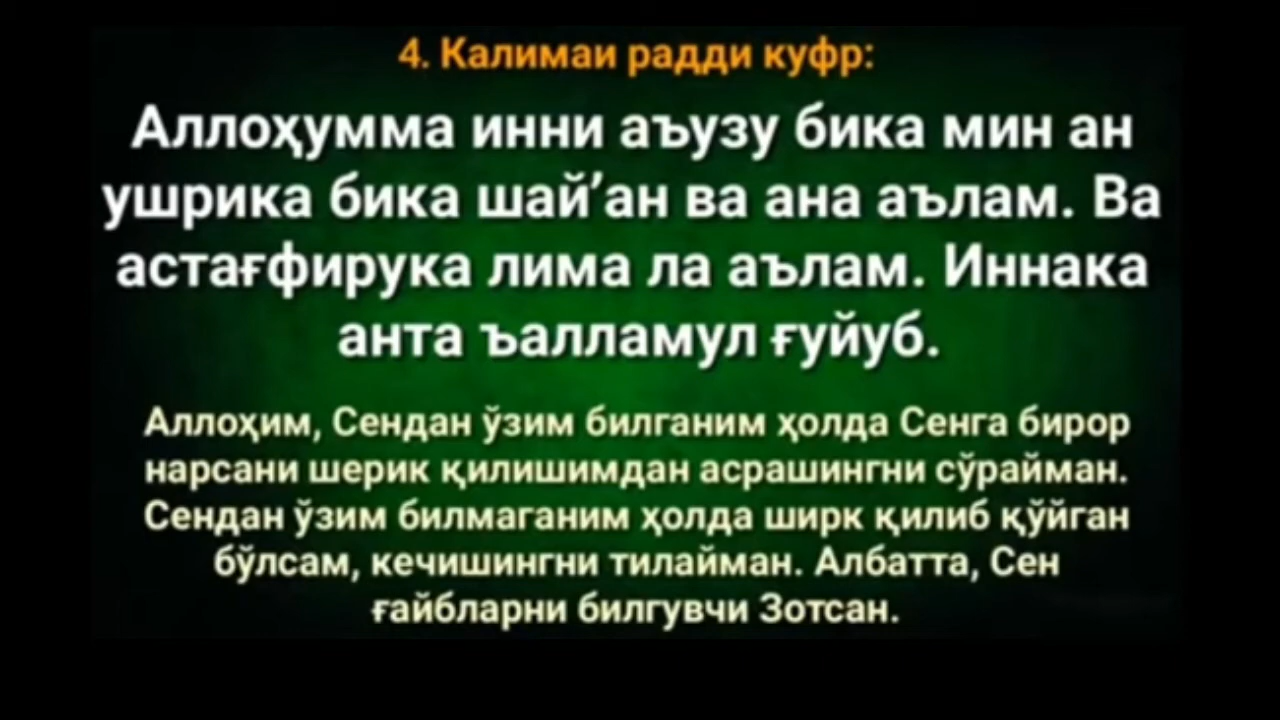 4. Калимаи радди куфр:
Аллоҳумма инни аъузу бика мин ан
ушрика бика шай’ан ва ана аълам. Ва
астағфирука лима ла аълам. Иннака
анта ъалламул ғуйуб.
Аллоҳим, Сендан ўзим билганим ҳолда Сенга бирор
нарсани шерик қилишимдан асрашингни сўрайман.
Сендан ўзим билмаганим ҳолда ширк қилиб қўйган
бўлсам, кечишингни тилайман. Албатта, Сен
ғайбларни билгувчи Зотсан.